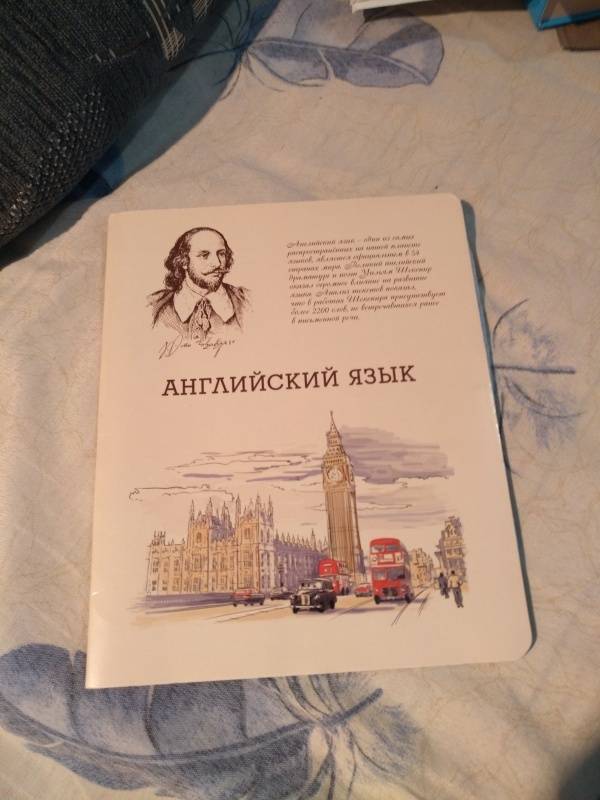 Английский язык – один из самых
распространённых на нашей планете
языков, является официальным в 54
странах мира. Великий английский
драматург и поэт Уильям Шекспир
оказал огромное влияние на развитие
языка. Анализ текстов показал,
что в работах Шекспира присутствует
более 2200 слов, не встречавшихся ранее
в письменной речи.
АНГЛИЙСКИЙ ЯЗЫК